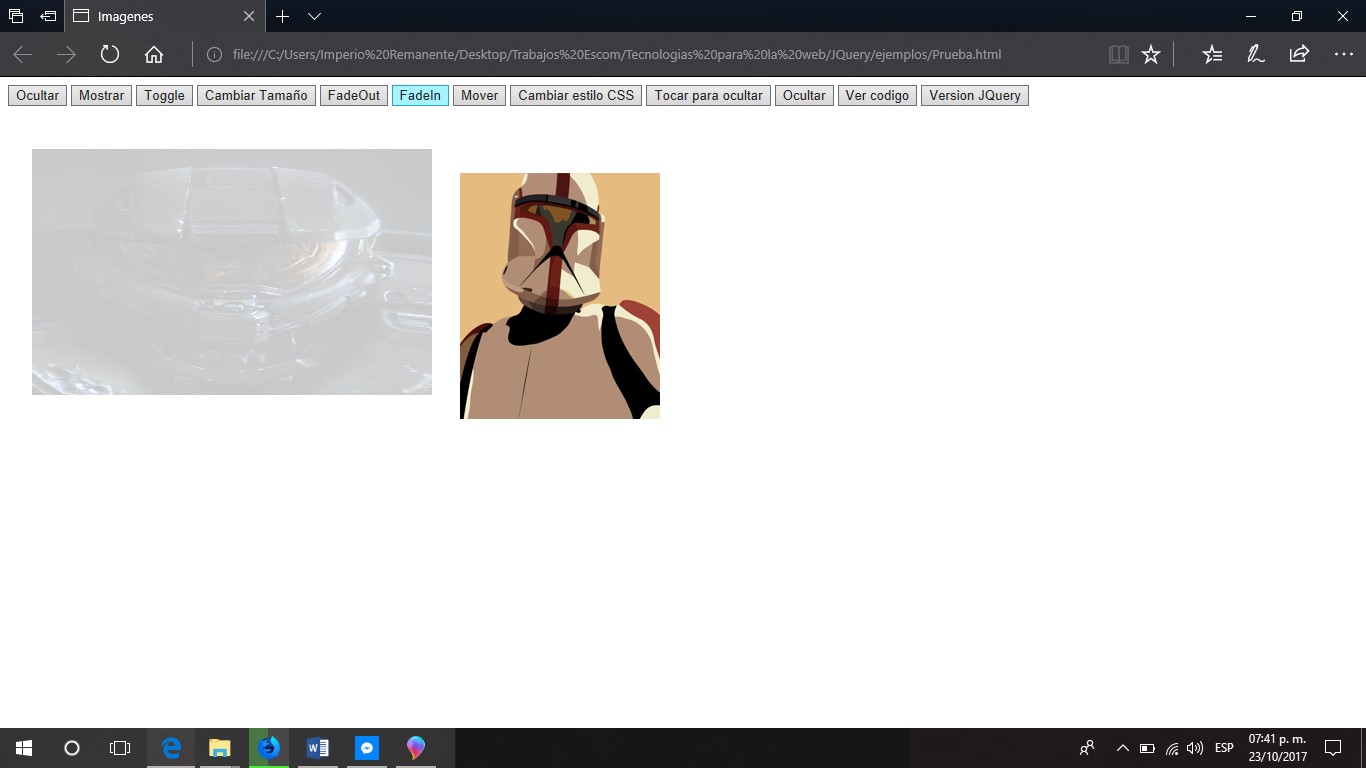 Imagenes
file:///C:/Users/Imperio%20Remanente/Desktop/Trabajos%20Escom/Tecnologias%20para%20la%20web/JQuery/ejemplos/Prueba.html
Ocultar Mostrar Toggle Cambiar Tamaño FadeOut FadeIn Mover Cambiar estilo CSS Tocar para ocultar Ocultar Ver codigo Version JQuery
ESP
07:41 p. m.
23/10/2017